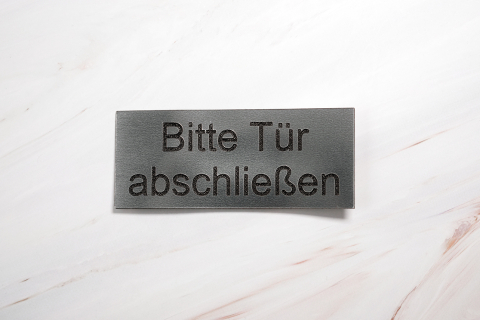 Bitte Tür
abschließen